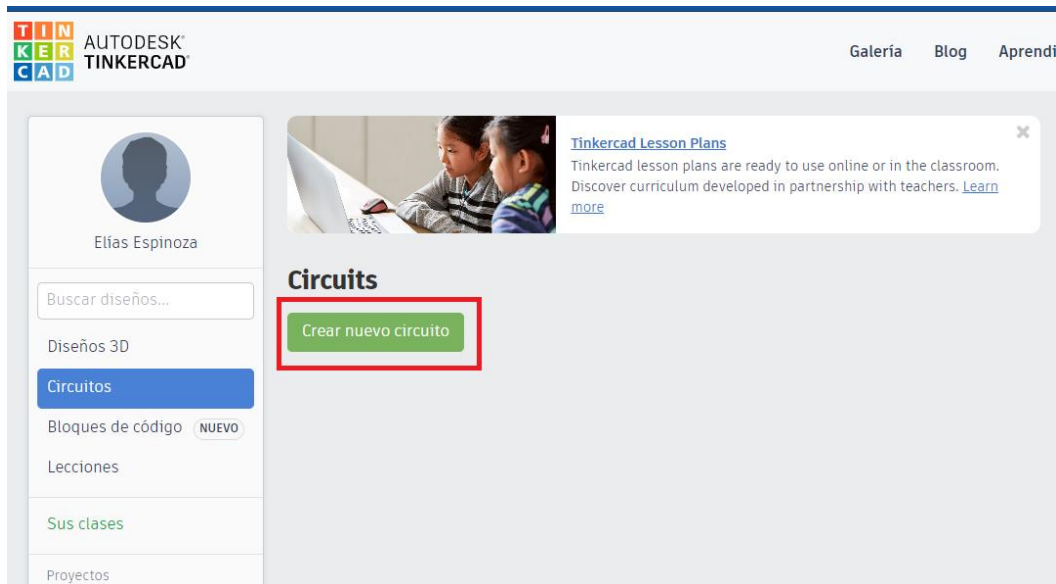 TIN
KER
CAD
AUTODESK®
TINKERCAD®
Galería Blog Aprendi
Elías Espinoza
Buscar diseños...
Diseños 3D
Circuitos
Bloques de código NUEVO
Lecciones
Sus clases
Proyectos
Tinkercad Lesson Plans
Tinkercad lesson plans are ready to use online or in the classroom.
Discover curriculum developed in partnership with teachers. Learn
more
Circuits
Crear nuevo circuito